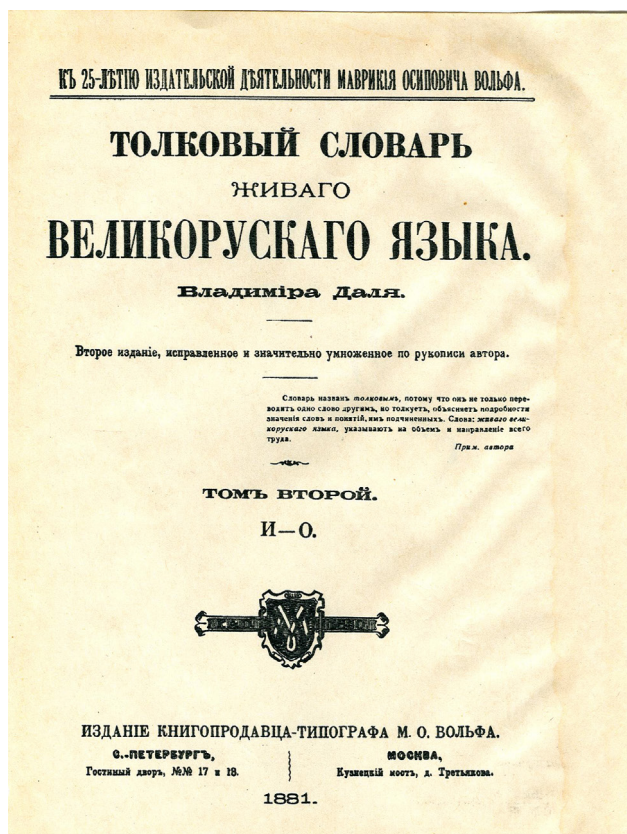 КЪ 25-ЛѢТІЮ ИЗДАТЕЛЬСКОЙ ДѢЯТЕЛЬНОСТИ МАВРИКІЯ ОСИПОВИЧА ВОЛЬФА.
ТОЛКОВЫЙ СЛОВАРЬ
ЖИВАГО
ВЕЛИКОРУСКАГО ЯЗЫКА.
Владиміра Даля.
Второе изданіе, исправленное и значительно умноженное по рукописи автора.
Словарь названъ толковымъ, потому что онъ не только пере-
водитъ одно слово другимъ, но толкуетъ, объясняетъ подробности
значенія словъ и понятій, имъ подчиненныхъ. Слова: живаго вели-
корускаго языка, указываютъ на объемъ и направленіе всего
труда.
Прим. автора
ТОМЪ ВТОРОЙ.
И—О.
ИЗДАНІЕ КНИГОПРОДАВЦА-ТИПОГРАФА М. О. ВОЛЬФА.
С.-ПЕТЕРБУРГЪ,
Гостинный дворъ, №№ 17 и 18.
МОСКВА,
Кузнецкій мостъ, д. Третьякова.
1881.